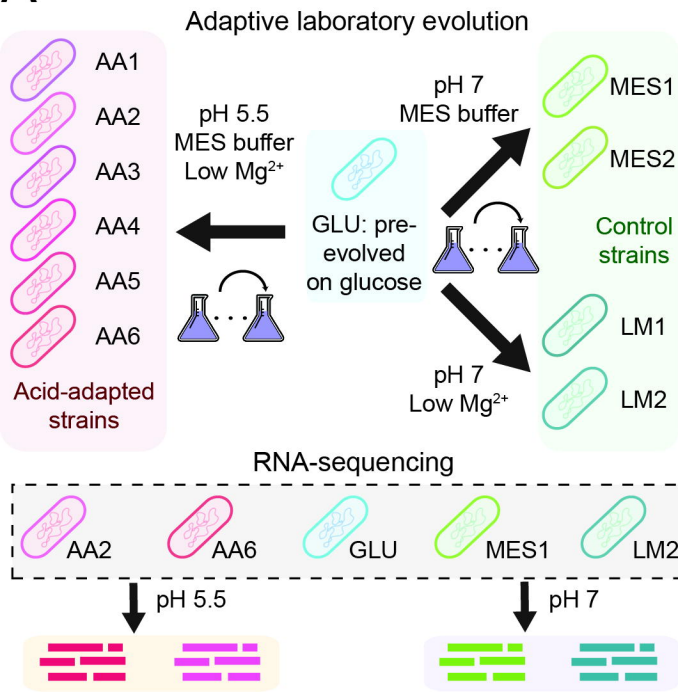 Adaptive laboratory evolution
AA1
AA2
AA3
AA4
AA5
AA6
Acid-adapted
strains
pH 5.5
MES buffer
Low Mg²⁺
GLU: pre-
evolved
on glucose
pH 7
MES buffer
pH 7
Low Mg²⁺
MES1
MES2
Control
strains
LM1
LM2
RNA-sequencing
AA2
AA6
GLU
MES1
LM2
pH 5.5
pH 7